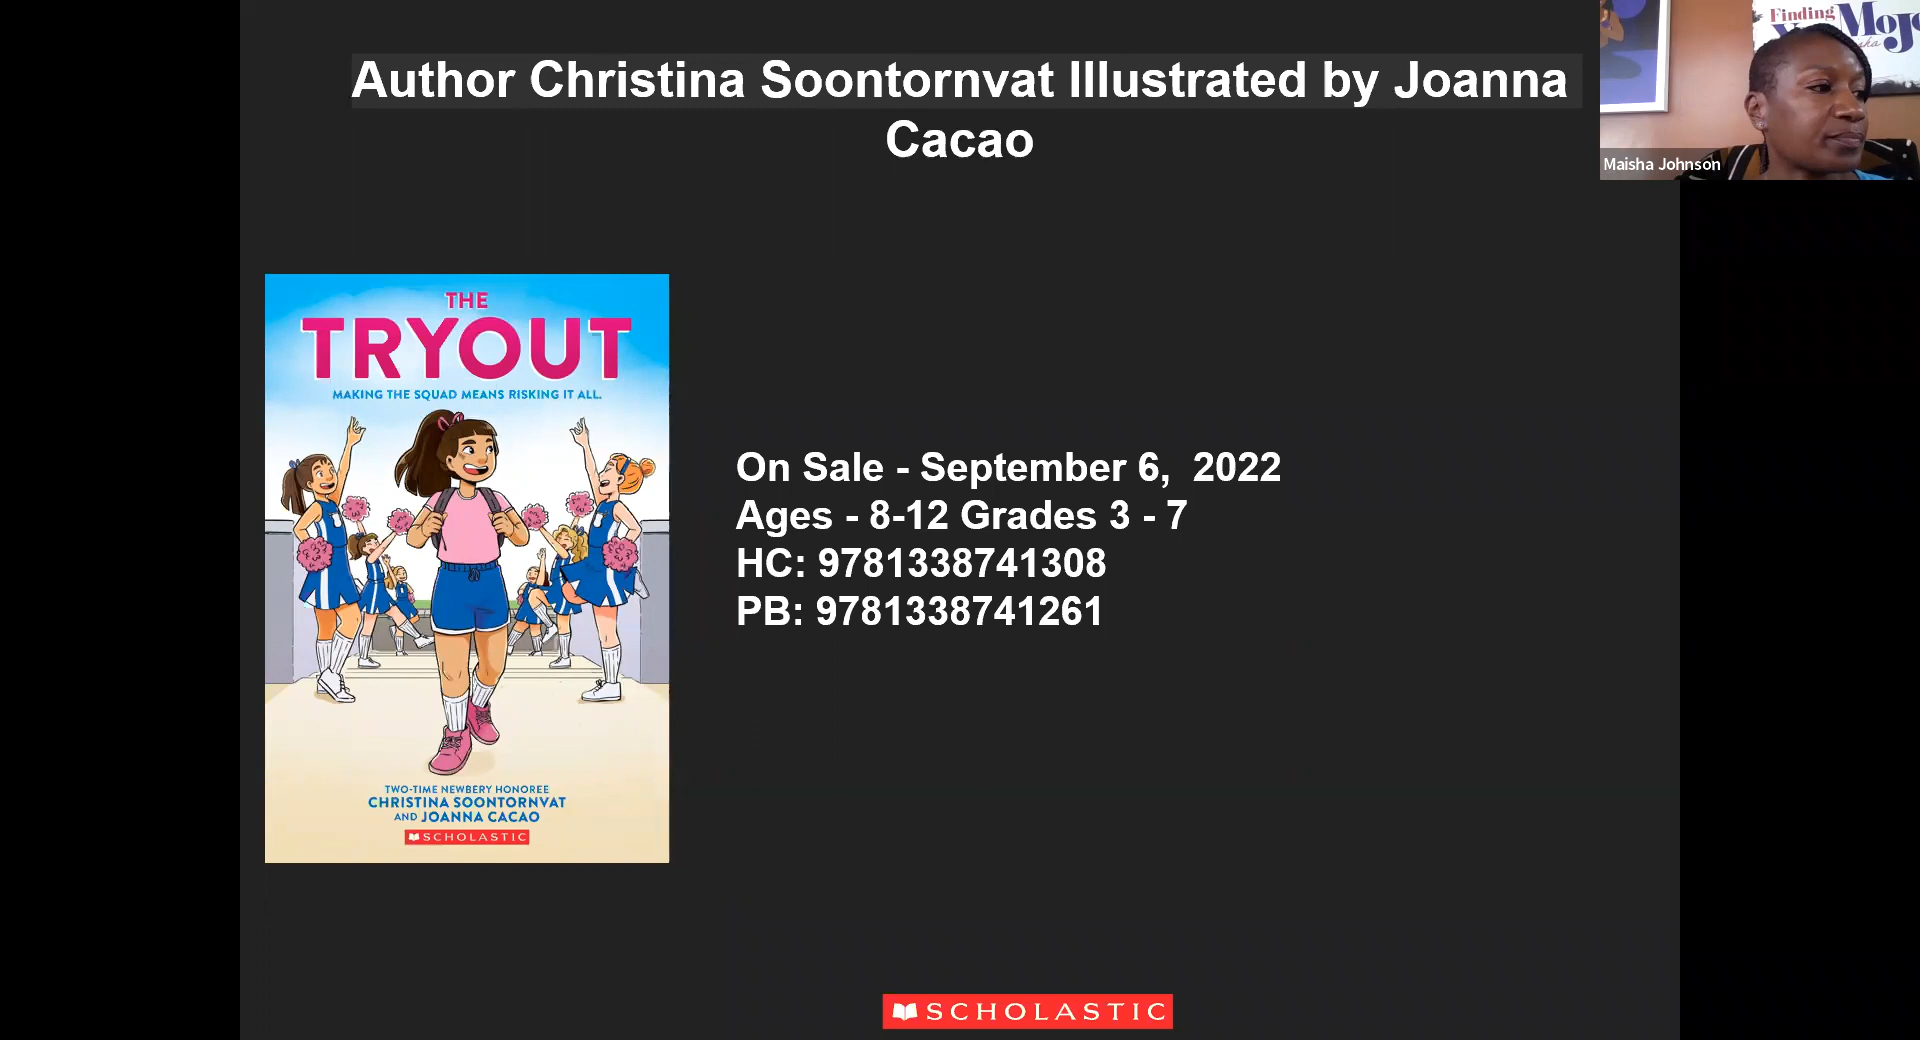 Author Christina Soontornvat Illustrated by Joanna
Cacao
Finding
Mojo
Maisha Johnson
THE
TRYOUT
MAKING THE SQUAD MEANS RISKING IT ALL.
On Sale - September 6,  2022
Ages - 8-12 Grades 3 - 7
HC: 9781338741308
PB: 9781338741261
TWO-TIME NEWBERY HONOREE
CHRISTINA SOONTORNVAT
AND JOANNA CACAO
SCHOLASTIC
SCHOLASTIC